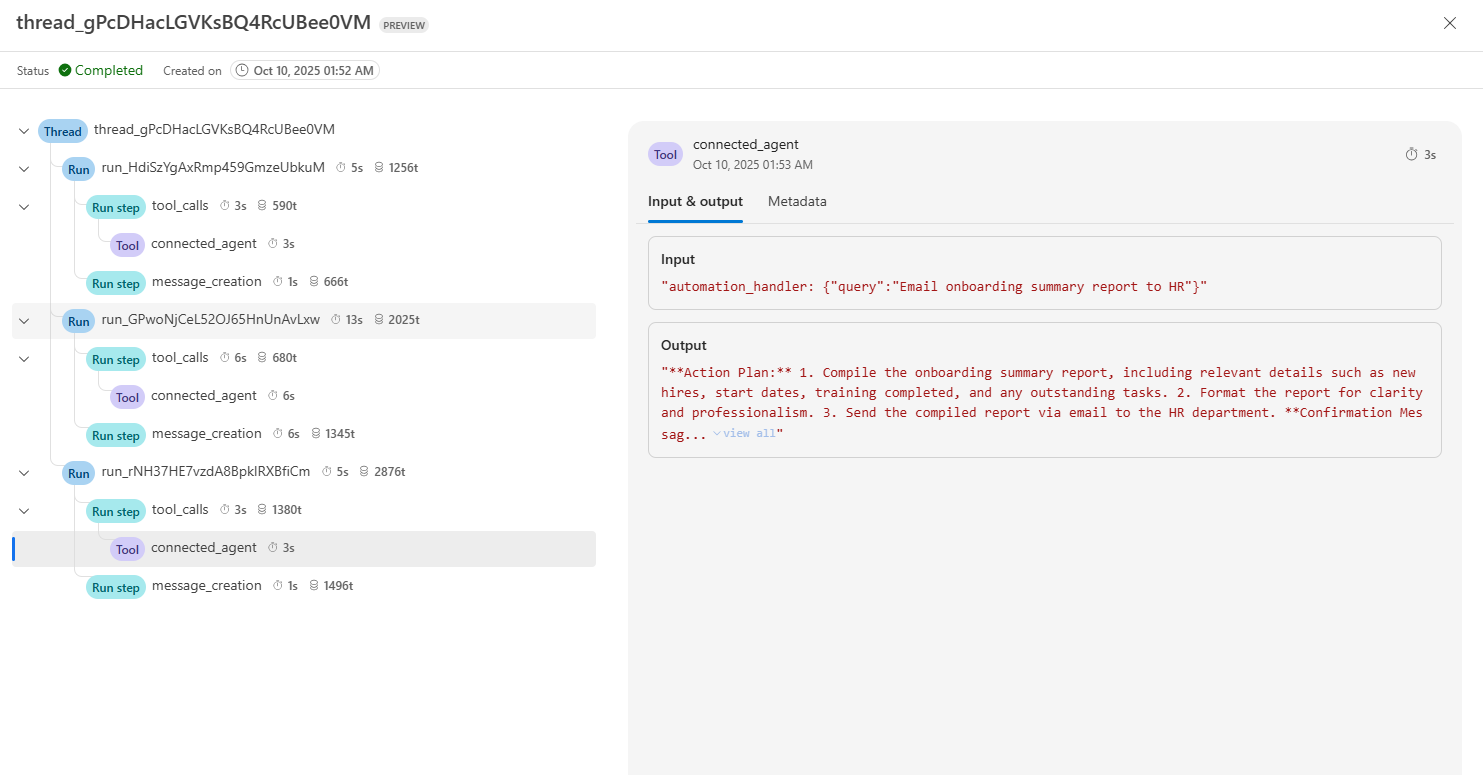 thread_gPcDHacLGVKsBQ4RcUBee0VM PREVIEW
Status Completed Created on Oct 10, 2025 01:52 AM
Thread thread_gPcDHacLGVKsBQ4RcUBee0VM
Run run_HdiSzYgAxRmp459GmzeUbkuM 5s 1256t
Run step tool_calls 3s 590t
Tool connected_agent 3s
Run step message_creation 1s 666t
Run run_GPwoNjCeL52OJ65HnUnAvLxw 13s 2025t
Run step tool_calls 6s 680t
Tool connected_agent 6s
Run step message_creation 6s 1345t
Run run_rNH37HE7vzdA8BpkIRXBfiCm 5s 2876t
Run step tool_calls 3s 1380t
Tool connected_agent 3s
Run step message_creation 1s 1496t
Tool connected_agent
Oct 10, 2025 01:53 AM
3s
Input & output Metadata
Input
"automation_handler: {"query":"Email onboarding summary report to HR"}"
Output
"**Action Plan:** 1. Compile the onboarding summary report, including relevant details such as new
hires, start dates, training completed, and any outstanding tasks. 2. Format the report for clarity
and professionalism. 3. Send the compiled report via email to the HR department. **Confirmation Mes
sag... view all"